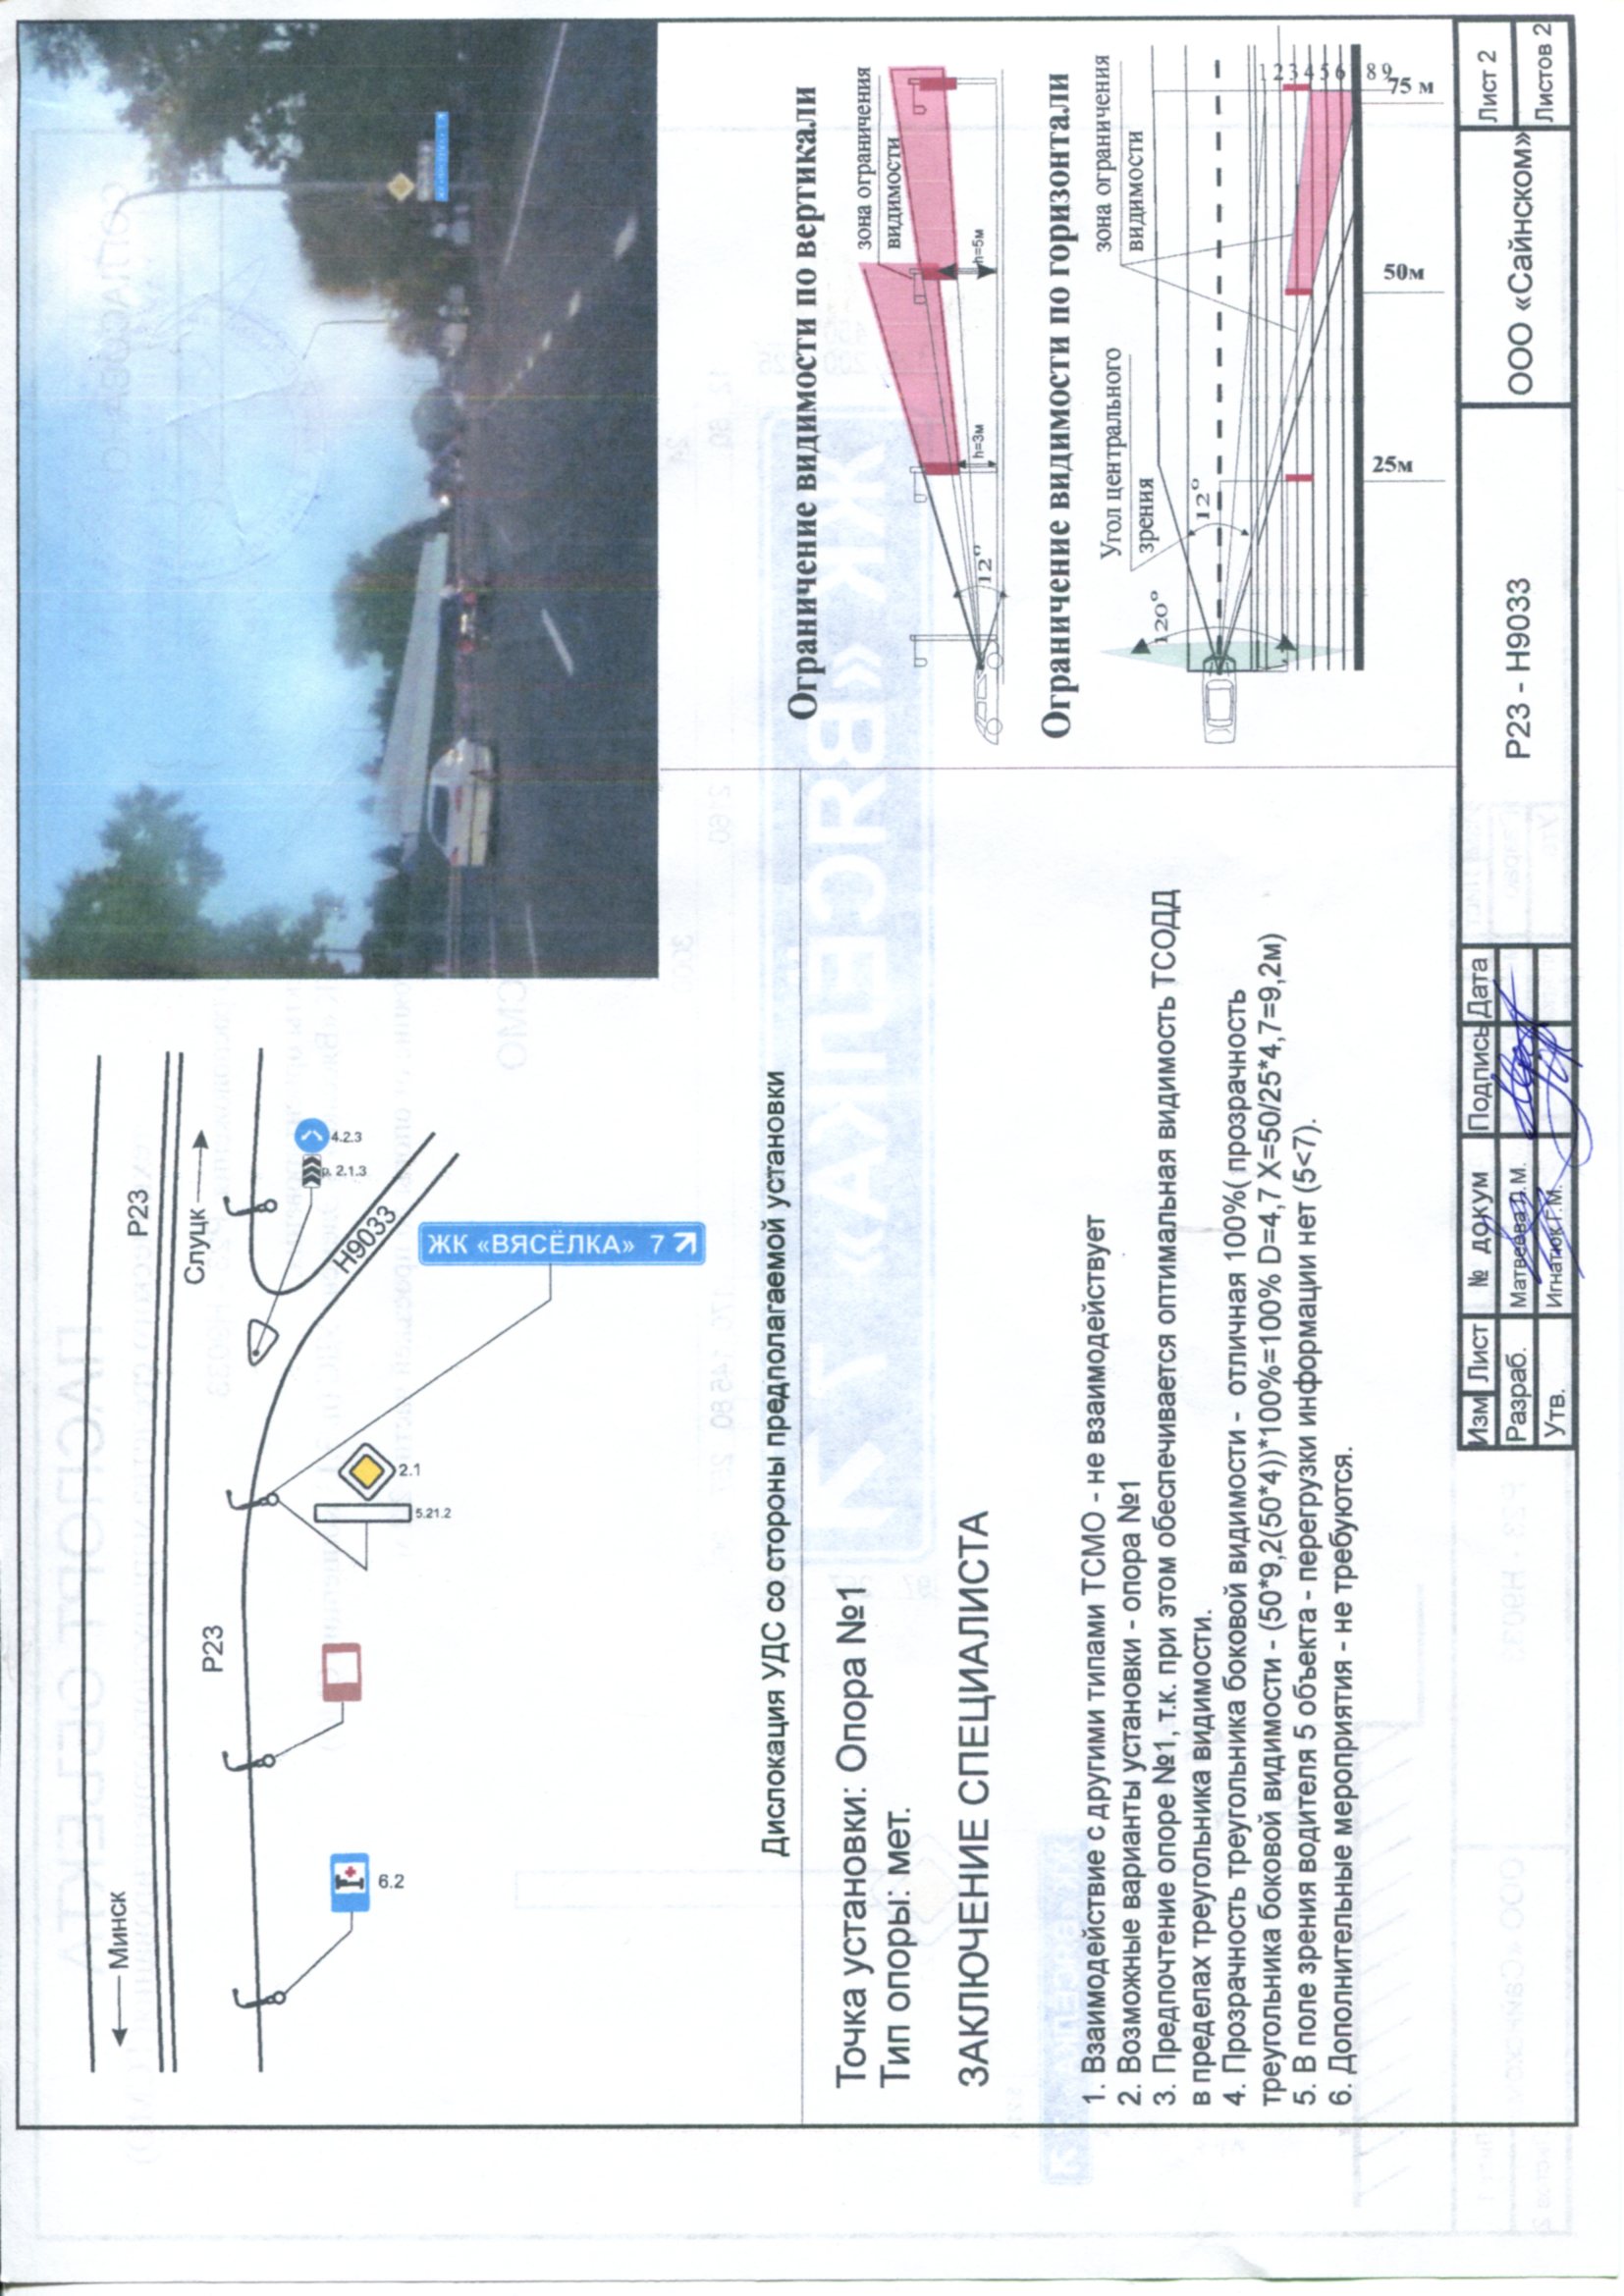 Минск
Р23
Слуцк
Р23
6.2
2.1
5.21.2
4.2.3
р. 2.1.3
Н9033
ЖК «ВЯСЁЛКА» 7
Дислокация УДС со стороны предполагаемой установки
Точка установки: Опора №1
Тип опоры: мет.
ЗАКЛЮЧЕНИЕ СПЕЦИАЛИСТА
1. Взаимодействие с другими типами ТСМО - не взаимодействует
2. Возможные варианты установки - опора №1
3. Предпочтение опоре №1, т.к. при этом обеспечивается оптимальная видимость ТСОДД
в пределах треугольника видимости.
4. Прозрачность треугольника боковой видимости - отличная 100%( прозрачность
треугольника боковой видимости - (50*9,2(50*4))*100%=100% D=4,7 X=50/25*4,7=9,2м)
5. В поле зрения водителя 5 объекта - перегрузки информации нет (5<7).
6. Дополнительные мероприятия - не требуются.
Ограничение видимости по вертикали
зона ограничения
видимости
h=3м
h=5м
12°
Ограничение видимости по горизонтали
Угол центрального
зрения
зона ограничения
видимости
120°
12°
1 2 3 4 5 6 8 9
25м
50м
75 м
Изм Лист № докум Подпись Дата
Разраб. Матвеева Д.М.
Утв. Игнатюк Г.М.
Р23 - Н9033
ООО «Сайнском»
Лист 2
Листов 2